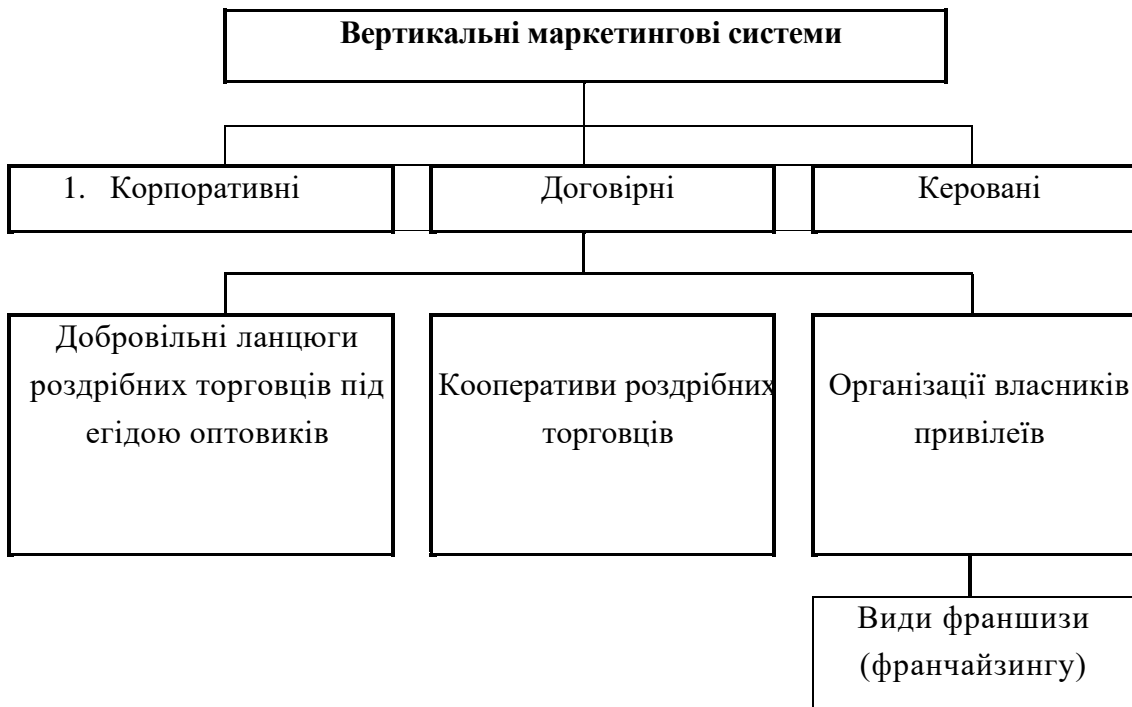 Вертикальні маркетингові системи
1. Корпоративні
Договірні
Керовані
Добровільні ланцюги
роздрібних торговців під
егідою оптовиків
Кооперативи роздрібних
торговців
Організації власників
привілеїв
Види франшизи
(франчайзингу)